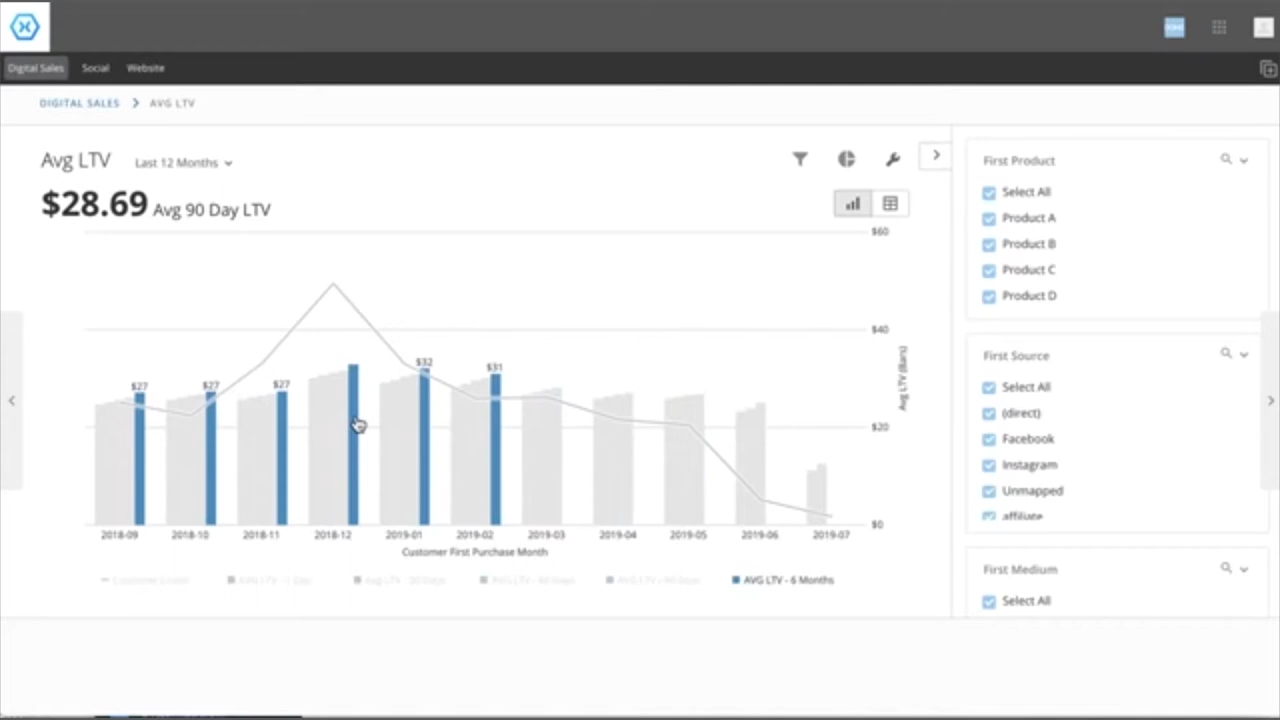 Digital Sales Social Website
DIGITAL SALES AVG LTV
Avg LTV Last 12 Months
$28.69 Avg 90 Day LTV
$60
$40
$20
$0
Avg LTV (Bars)
$27
$27
$27
$32
$31
2018-09 2018-10 2018-11 2018-12 2019-01 2019-02 2019-03 2019-04 2019-05 2019-06 2019-07
Customer First Purchase Month
AVG LTV - 6 Months
First Product
Select All
Product A
Product B
Product C
Product D
First Source
Select All
(direct)
Facebook
Instagram
Unmapped
affiliate
First Medium
Select All